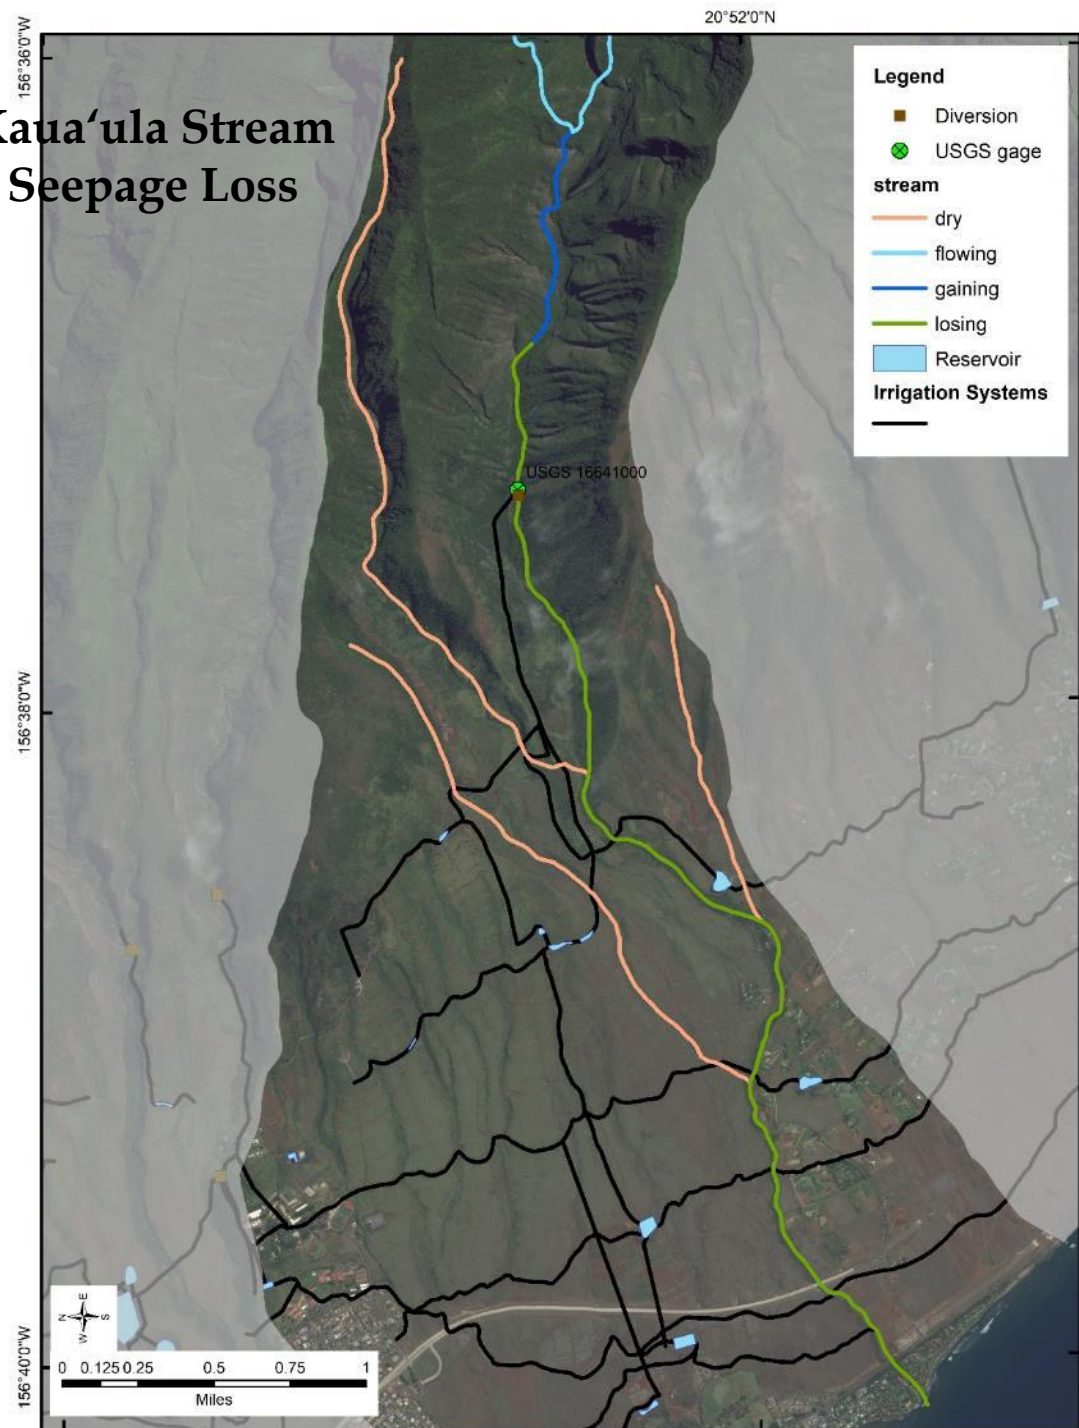 20°52'0"N
156°36'0"W
Kaua‘ula Stream
Seepage Loss
Legend
Diversion
USGS gage
stream
dry
flowing
gaining
losing
Reservoir
Irrigation Systems
USGS 16641000
156°38'0"W
N E S W
156°40'0"W
0 0.125 0.25 0.5 0.75 1
Miles